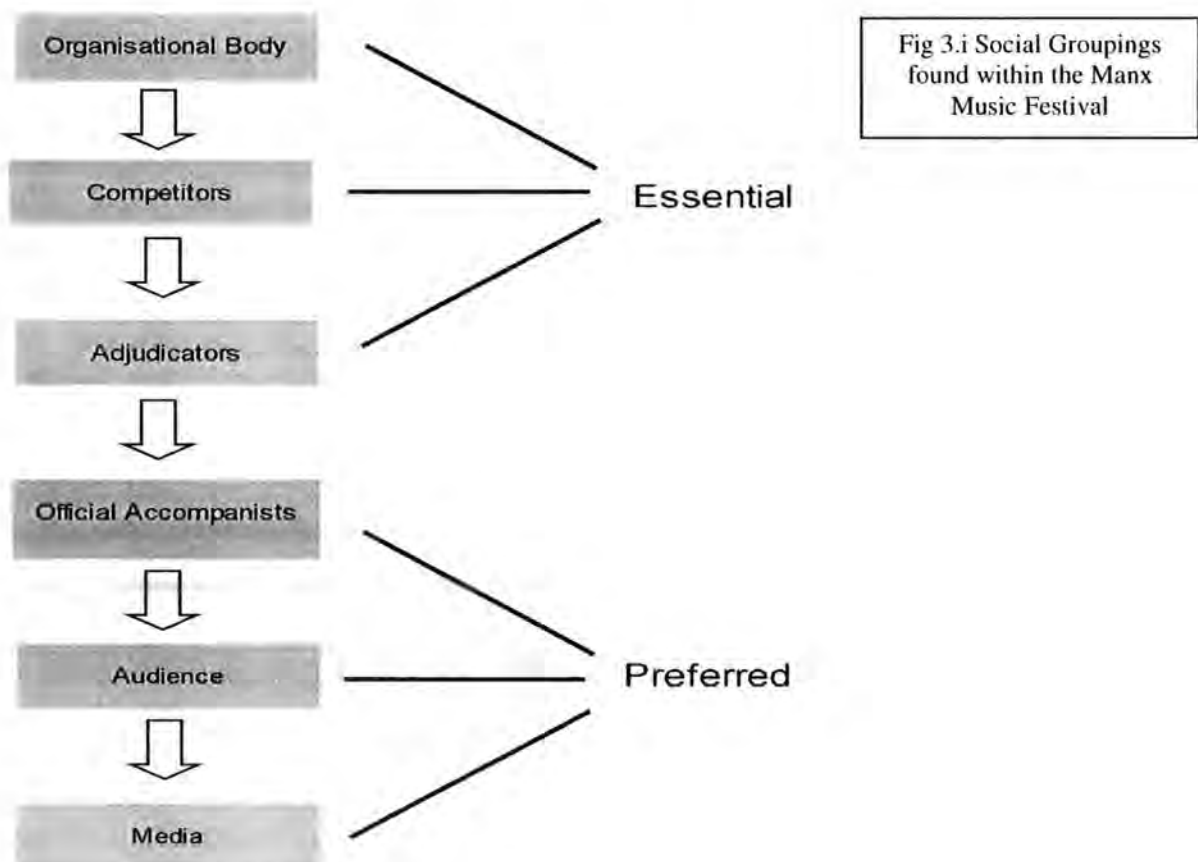 Organisational Body
Fig 3.i Social Groupings
found within the Manx
Music Festival
Competitors
Essential
Adjudicators
Official Accompanists
Audience
Preferred
Media